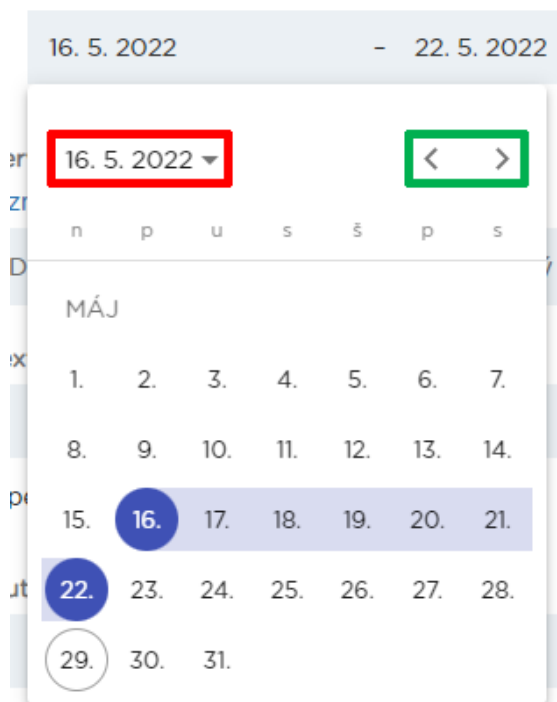 16. 5. 2022 – 22. 5. 2022
16. 5. 2022
n p u s š p s
MÁJ
1. 2. 3. 4. 5. 6. 7.
8. 9. 10. 11. 12. 13. 14.
15. 16. 17. 18. 19. 20. 21.
22. 23. 24. 25. 26. 27. 28.
29. 30. 31.